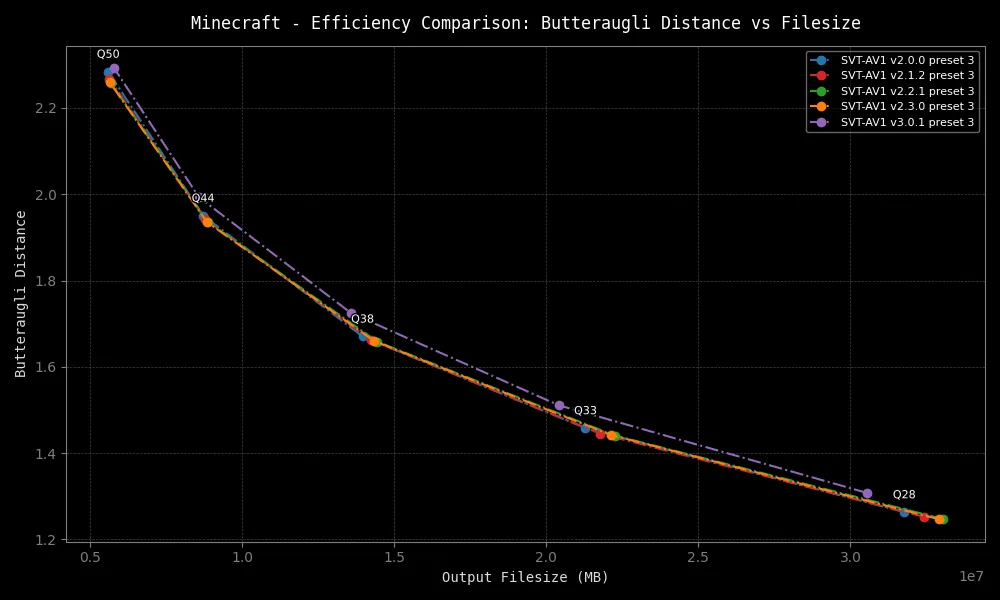 Minecraft - Efficiency Comparison: Butteraugli Distance vs Filesize
SVT-AV1 v2.0.0 preset 3
SVT-AV1 v2.1.2 preset 3
SVT-AV1 v2.2.1 preset 3
SVT-AV1 v2.3.0 preset 3
SVT-AV1 v3.0.1 preset 3
Q50
Q44
Q38
Q33
Q28
Butteraugli Distance
2.2
2.0
1.8
1.6
1.4
1.2
0.5 1.0 1.5 2.0 2.5 3.0
1e7
Output Filesize (MB)